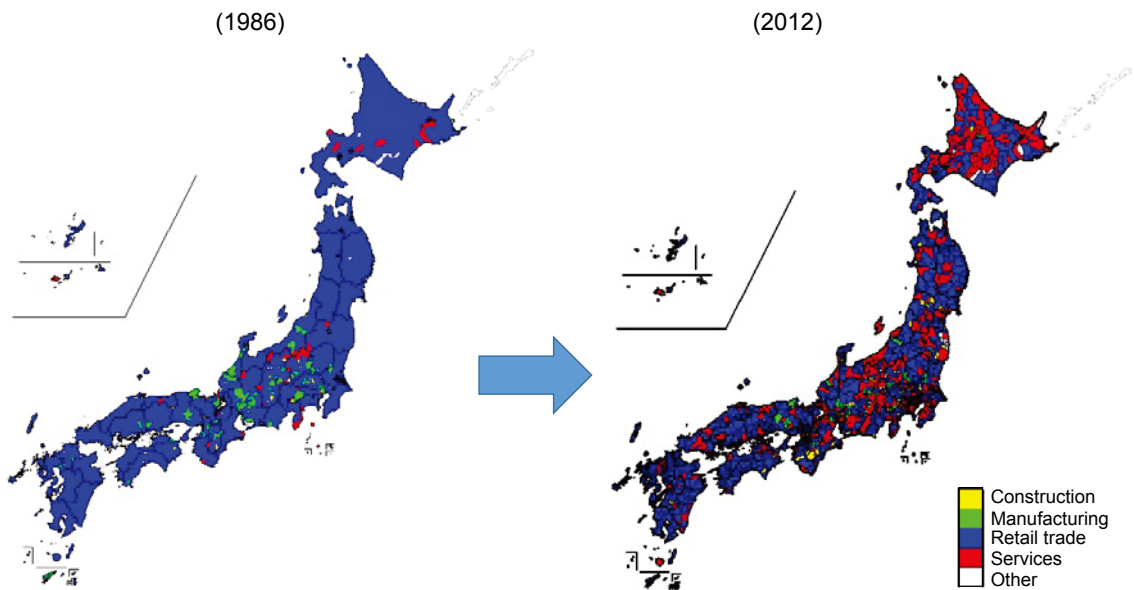 (1986)
(2012)
Construction
Manufacturing
Retail trade
Services
Other